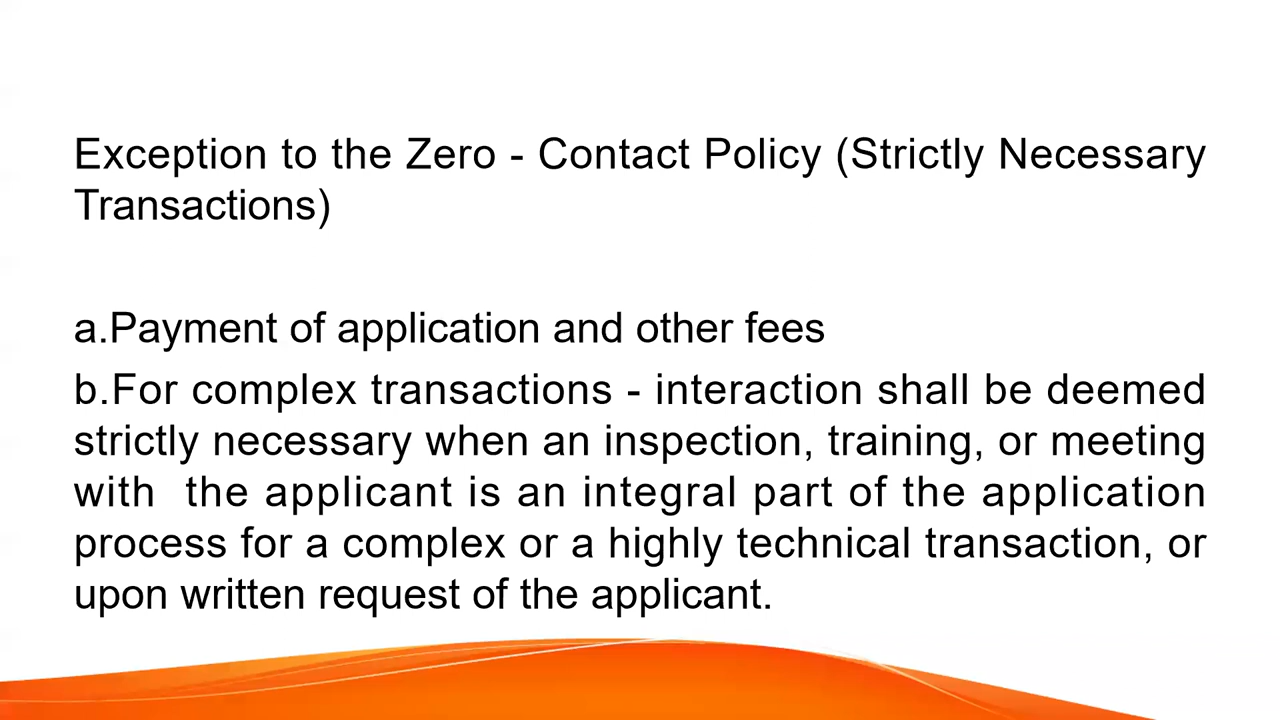 Exception to the Zero - Contact Policy (Strictly Necessary
Transactions)
a.Payment of application and other fees
b.For complex transactions - interaction shall be deemed
strictly necessary when an inspection, training, or meeting
with the applicant is an integral part of the application
process for a complex or a highly technical transaction, or
upon written request of the applicant.